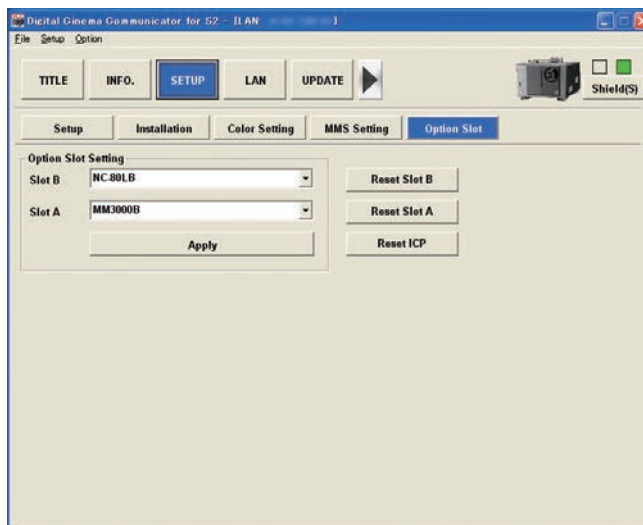 Digital Cinema Communicator for S2 - [LAN: ]
File Setup Option
TITLE INFO. SETUP LAN UPDATE Shield(S)
Setup Installation Color Setting MMS Setting Option Slot
Option Slot Setting
Slot B NC-80LB Reset Slot B
Slot A MM3000B Reset Slot A
Apply Reset ICP